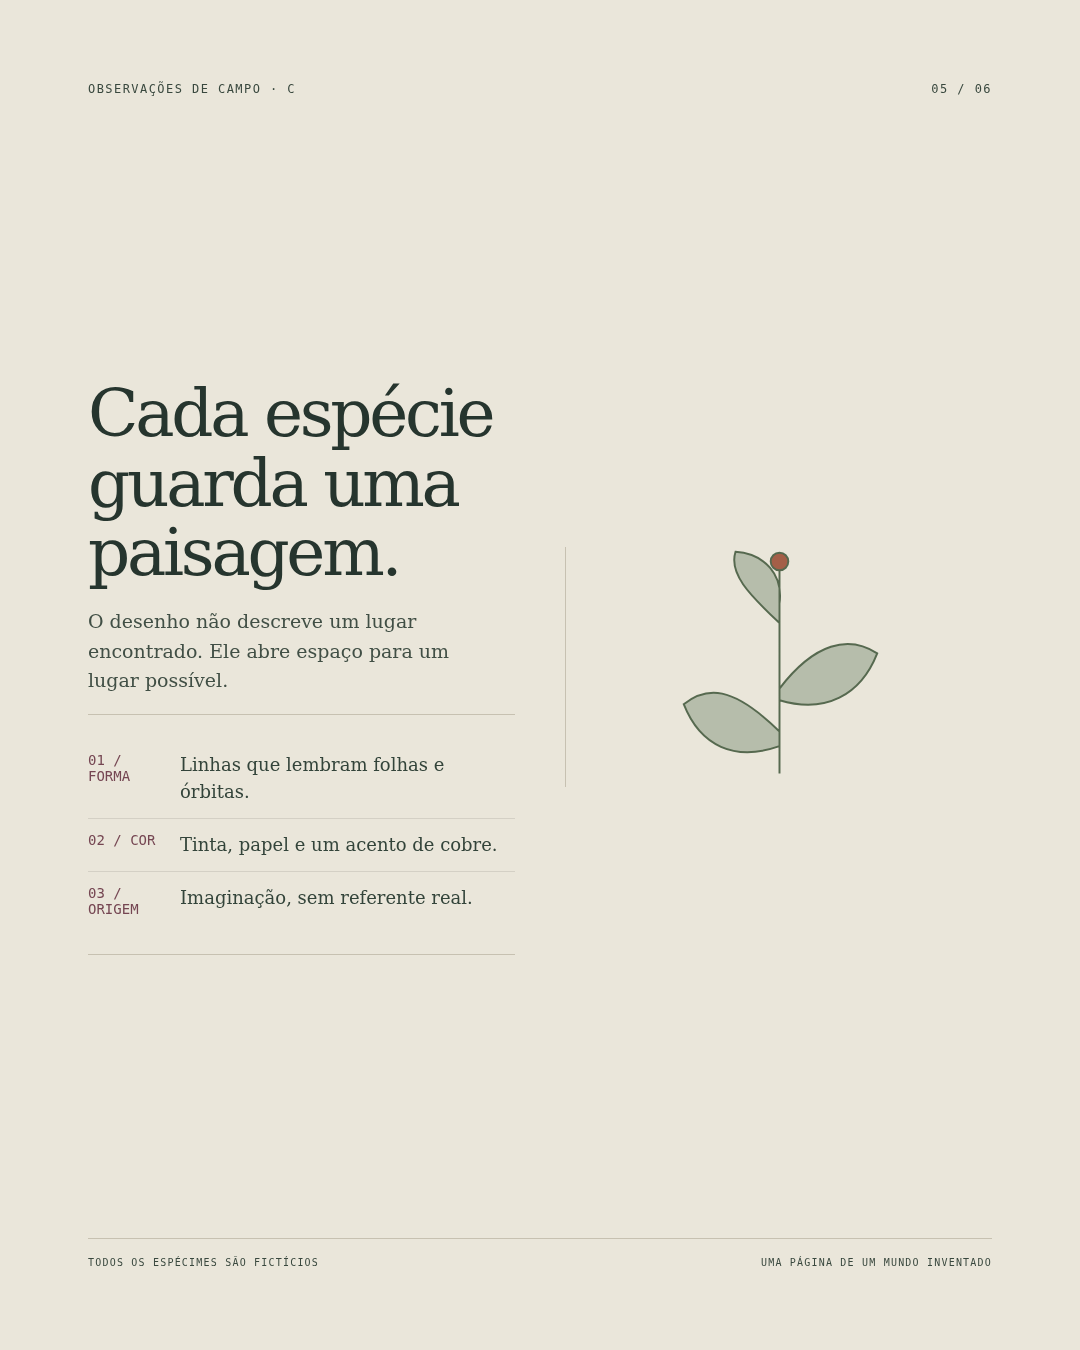 OBSERVAÇÕES DE CAMPO · C
05 / 06
Cada espécie
guarda uma
paisagem.
O desenho não descreve um lugar
encontrado. Ele abre espaço para um
lugar possível.
01 /
FORMA
Linhas que lembram folhas e
órbitas.
02 / COR
Tinta, papel e um acento de cobre.
03 /
ORIGEM
Imaginação, sem referente real.
TODOS OS ESPÉCIMES SÃO FICTÍCIOS
UMA PÁGINA DE UM MUNDO INVENTADO